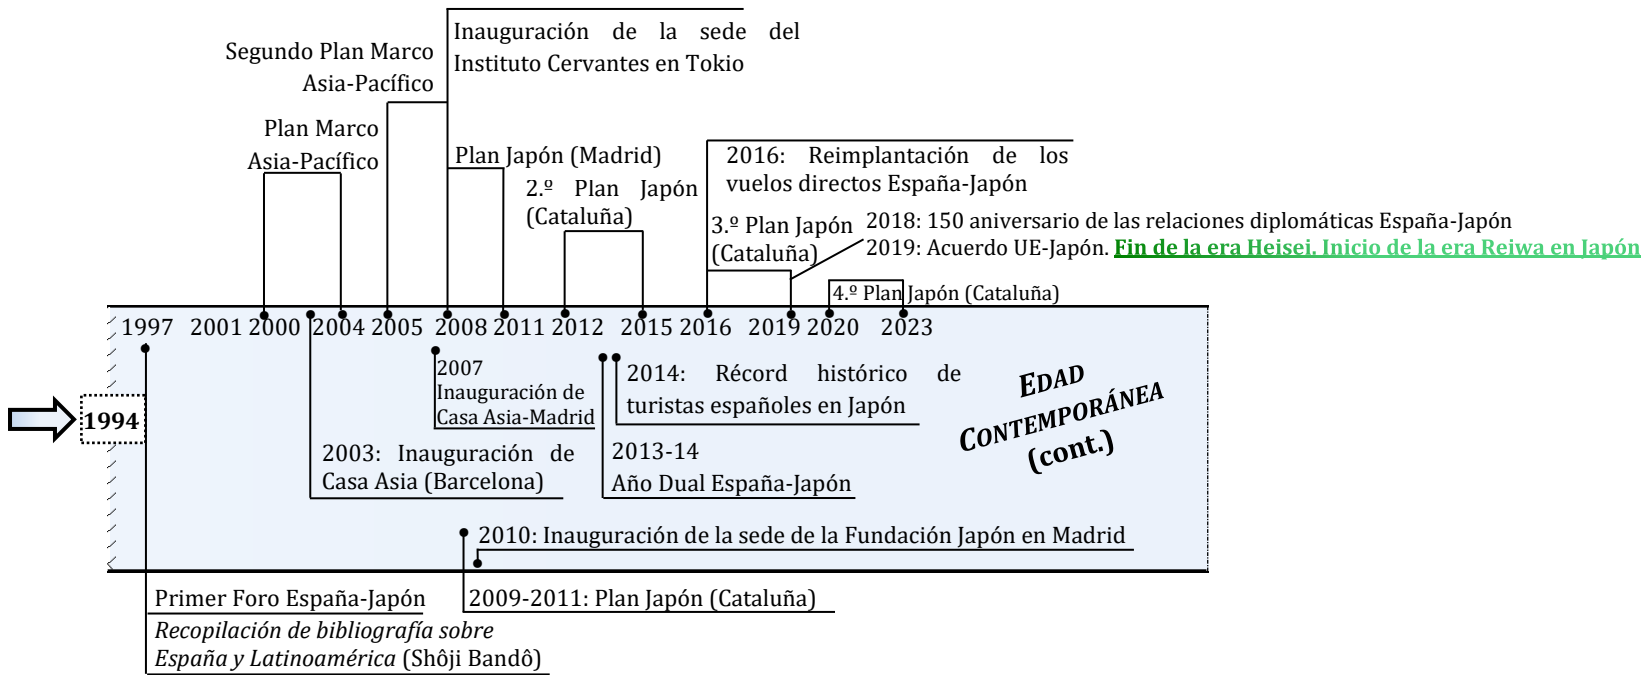 Inauguración de la sede del
Instituto Cervantes en Tokio
Segundo Plan Marco
Asia-Pacífico
Plan Marco
Asia-Pacífico
Plan Japón (Madrid)
2.º Plan Japón
(Cataluña)
2016: Reimplantación de los
vuelos directos España-Japón
3.º Plan Japón
(Cataluña)
2018: 150 aniversario de las relaciones diplomáticas España-Japón
2019: Acuerdo UE-Japón. Fin de la era Heisei. Inicio de la era Reiwa en Japón
4.º Plan Japón (Cataluña)
1997 2001 2000 2004 2005 2008 2011 2012 2015 2016 2019 2020 2023
1994
2007
Inauguración de
Casa Asia-Madrid
2014: Récord histórico de
turistas españoles en Japón
EDAD
CONTEMPORÁNEA
(cont.)
2003: Inauguración de
Casa Asia (Barcelona)
2013-14
Año Dual España-Japón
2010: Inauguración de la sede de la Fundación Japón en Madrid
Primer Foro España-Japón
2009-2011: Plan Japón (Cataluña)
Recopilación de bibliografía sobre
España y Latinoamérica (Shôji Bandô)